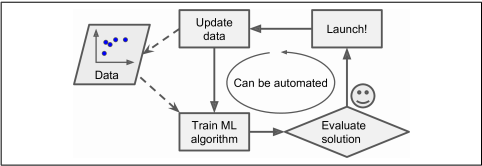 Update
data
Launch!
Data
Can be automated
Train ML
algorithm
Evaluate
solution